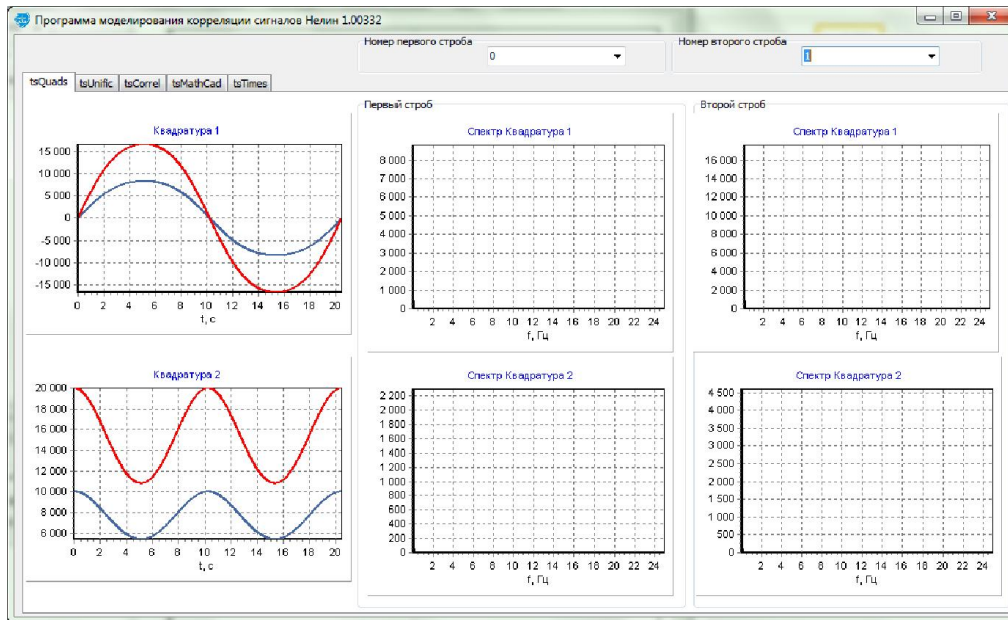 Программа моделирования корреляции сигналов Нелин 1.00332
Номер первого строба
0
Номер второго строба
1
tsQuads tsUnific tsCorrel tsMathCad tsTimes
Первый строб
Второй строб
Квадратура 1
15 000
10 000
5 000
0
-5 000
-10 000
-15 000
0 2 4 6 8 10 12 14 16 18 20
t, с
Спектр Квадратура 1
8 000
7 000
6 000
5 000
4 000
3 000
2 000
1 000
0
2 4 6 8 10 12 14 16 18 20 22 24
f, Гц
Спектр Квадратура 1
16 000
14 000
12 000
10 000
8 000
6 000
4 000
2 000
0
2 4 6 8 10 12 14 16 18 20 22 24
f, Гц
Квадратура 2
20 000
18 000
16 000
14 000
12 000
10 000
8 000
6 000
0 2 4 6 8 10 12 14 16 18 20
t, с
Спектр Квадратура 2
2 200
2 000
1 800
1 600
1 400
1 200
1 000
800
600
400
200
0
2 4 6 8 10 12 14 16 18 20 22 24
f, Гц
Спектр Квадратура 2
4 500
4 000
3 500
3 000
2 500
2 000
1 500
1 000
500
0
2 4 6 8 10 12 14 16 18 20 22 24
f, Гц